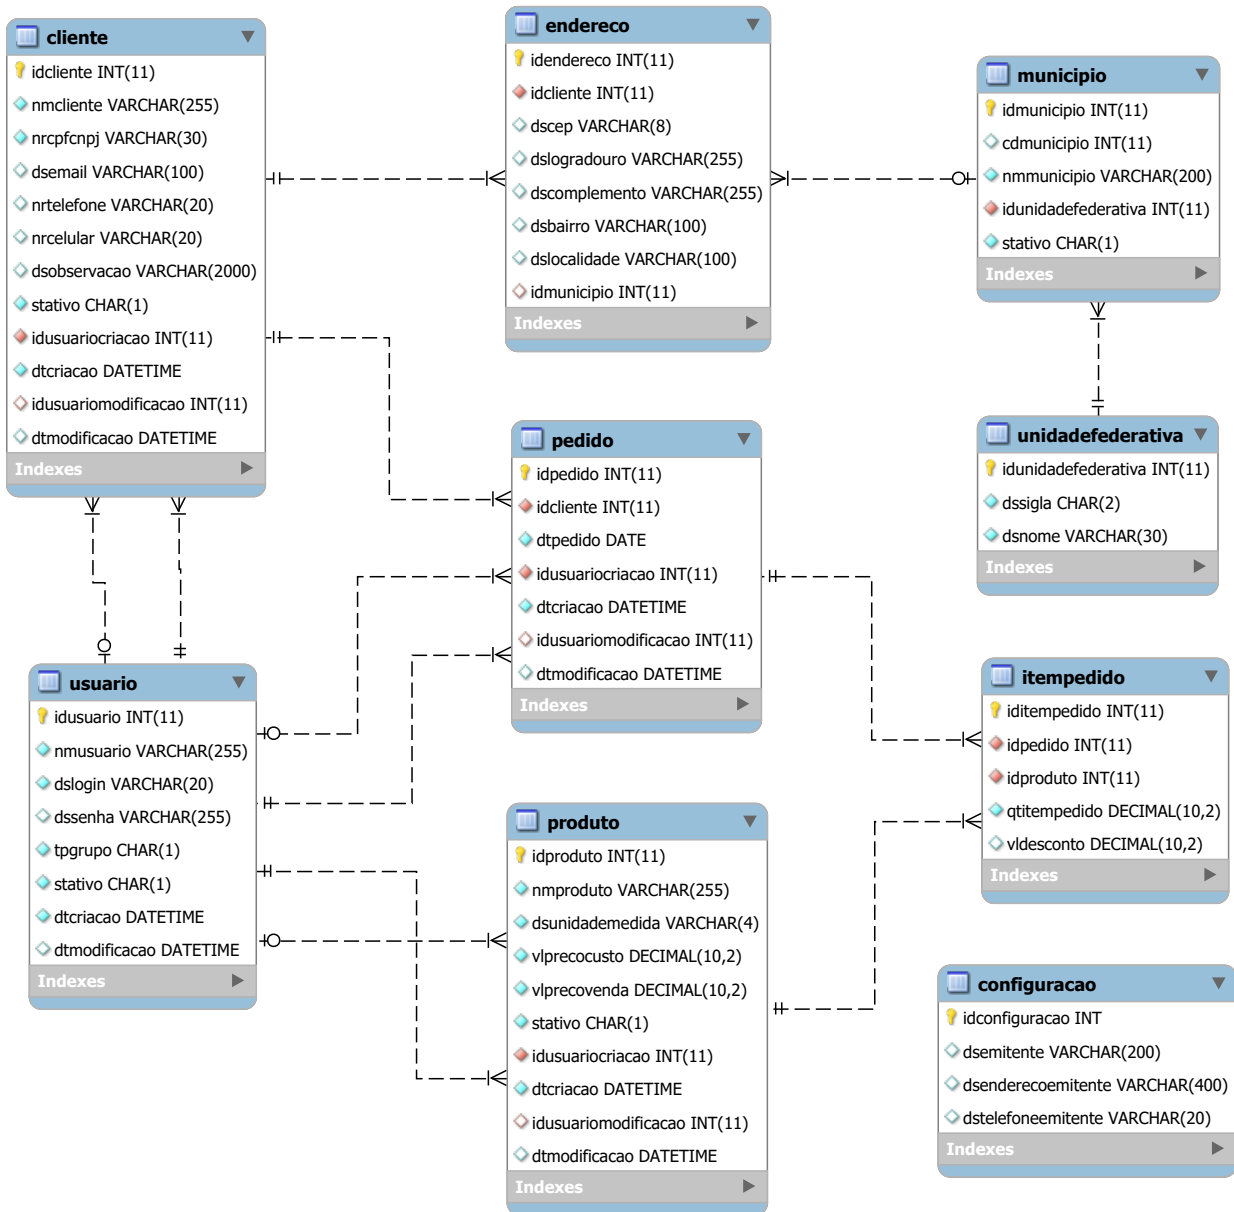 cliente
idcliente INT(11)
nmcliente VARCHAR(255)
nrcpfcnpj VARCHAR(30)
dsemail VARCHAR(100)
nrtelefone VARCHAR(20)
nrcelular VARCHAR(20)
dsobservacao VARCHAR(2000)
stativo CHAR(1)
idusuariocriacao INT(11)
dtcriacao DATETIME
idusuariomodificacao INT(11)
dtmodificacao DATETIME
Indexes
endereco
idendereco INT(11)
idcliente INT(11)
dscep VARCHAR(8)
dslogradouro VARCHAR(255)
dscomplemento VARCHAR(255)
dsbairro VARCHAR(100)
dslocalidade VARCHAR(100)
idmunicipio INT(11)
Indexes
municipio
idmunicipio INT(11)
cdmunicipio INT(11)
nmmunicipio VARCHAR(200)
idunidadefederativa INT(11)
stativo CHAR(1)
Indexes
pedido
idpedido INT(11)
idcliente INT(11)
dtpedido DATE
idusuariocriacao INT(11)
dtcriacao DATETIME
idusuariomodificacao INT(11)
dtmodificacao DATETIME
Indexes
unidadefederativa
idunidadefederativa INT(11)
dssigla CHAR(2)
dsnome VARCHAR(30)
Indexes
usuario
idusuario INT(11)
nmusuario VARCHAR(255)
dslogin VARCHAR(20)
dssenha VARCHAR(255)
tpgrupo CHAR(1)
stativo CHAR(1)
dtcriacao DATETIME
dtmodificacao DATETIME
Indexes
produto
idproduto INT(11)
nmproduto VARCHAR(255)
dsunidademedida VARCHAR(4)
vlprecocusto DECIMAL(10,2)
vlprecovenda DECIMAL(10,2)
stativo CHAR(1)
idusuariocriacao INT(11)
dtcriacao DATETIME
idusuariomodificacao INT(11)
dtmodificacao DATETIME
Indexes
itempedido
iditempedido INT(11)
idpedido INT(11)
idproduto INT(11)
qtitempedido DECIMAL(10,2)
vldesconto DECIMAL(10,2)
Indexes
configuracao
idconfiguracao INT
dsemitente VARCHAR(200)
dsenderecoemitente VARCHAR(400)
dstelefoneemitente VARCHAR(20)
Indexes